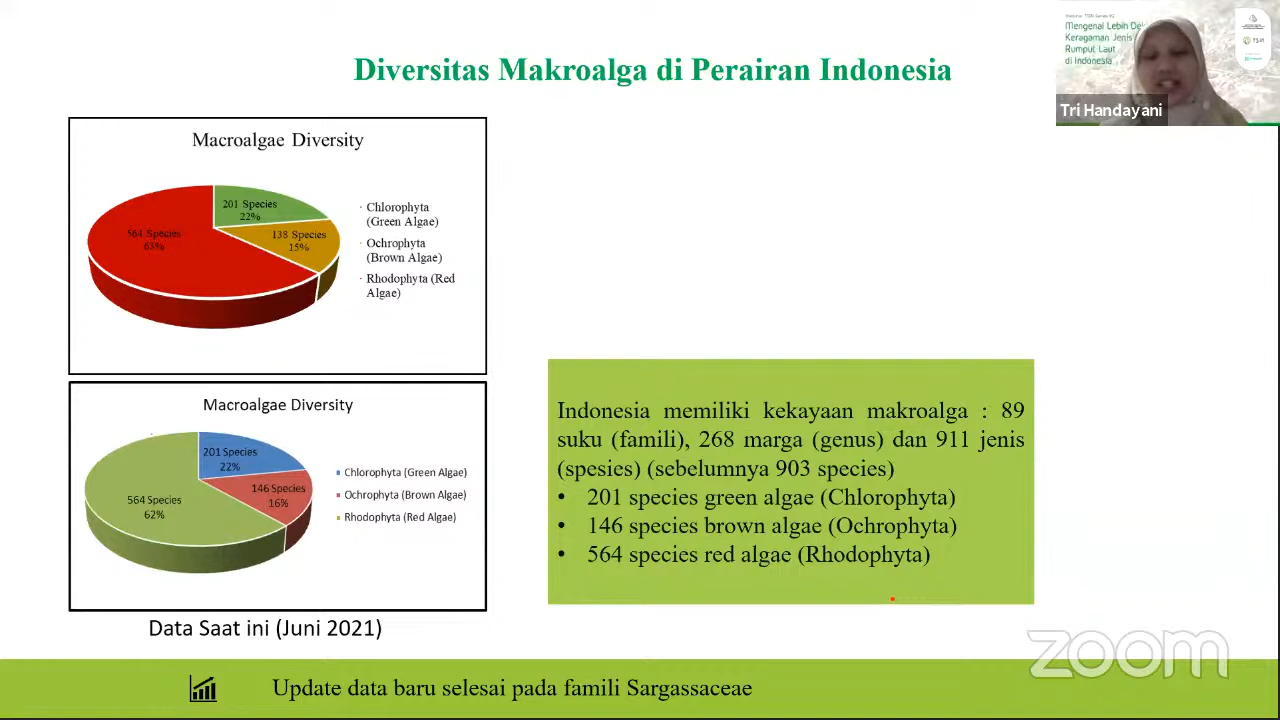 Diversitas Makroalga di Perairan Indonesia
Macroalgae Diversity
201 Species
22%
138 Species
15%
564 Species
63%
· Chlorophyta
(Green Algae)
· Ochrophyta
(Brown Algae)
· Rhodophyta (Red
Algae)
Macroalgae Diversity
201 Species
22%
146 Species
16%
564 Species
62%
Chlorophyta (Green Algae)
Ochrophyta (Brown Algae)
Rhodophyta (Red Algae)
Data Saat ini (Juni 2021)
Indonesia memiliki kekayaan makroalga : 89
suku (famili), 268 marga (genus) dan 911 jenis
(spesies) (sebelumnya 903 species)
• 201 species green algae (Chlorophyta)
• 146 species brown algae (Ochrophyta)
• 564 species red algae (Rhodophyta)
Update data baru selesai pada famili Sargassaceae
Mengenal Lebih
Keragaman Jenis
Rumput Laut
di Indonesia
Tri Handayani
zoom